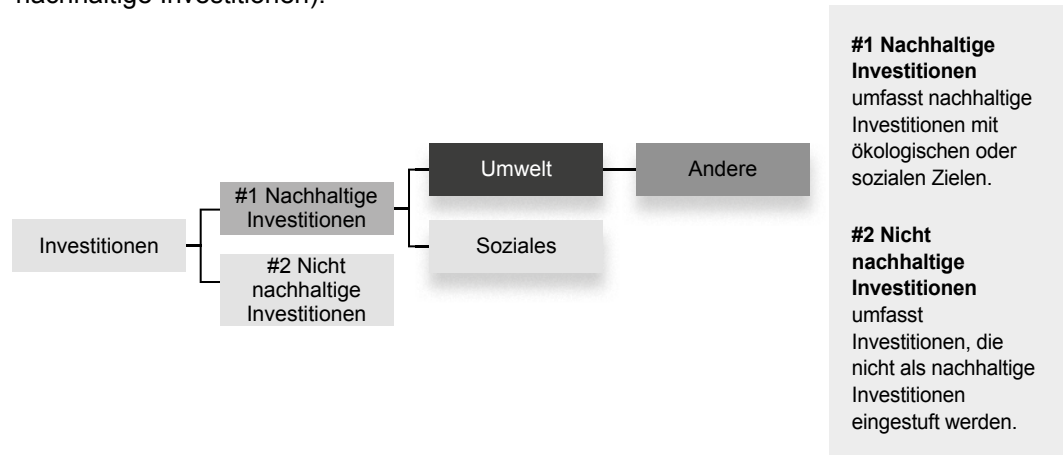 nachhaltige Investitionen).
Investitionen
#1 Nachhaltige
Investitionen
#2 Nicht
nachhaltige
Investitionen
Umwelt
Andere
Soziales
#1 Nachhaltige
Investitionen
umfasst nachhaltige
Investitionen mit
ökologischen oder
sozialen Zielen.
#2 Nicht
nachhaltige
Investitionen
umfasst
Investitionen, die
nicht als nachhaltige
Investitionen
eingestuft werden.